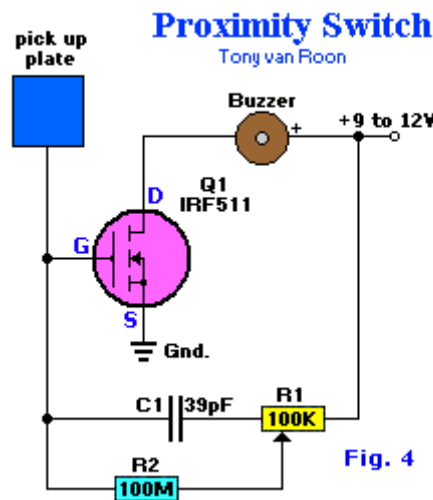 Proximity Switch
Tony van Roon
pick up
plate
Buzzer
+
+9 to 12V
Q1
IRF511
D
G
S
Gnd.
C1
39pF
R1
100K
R2
100M
Fig. 4